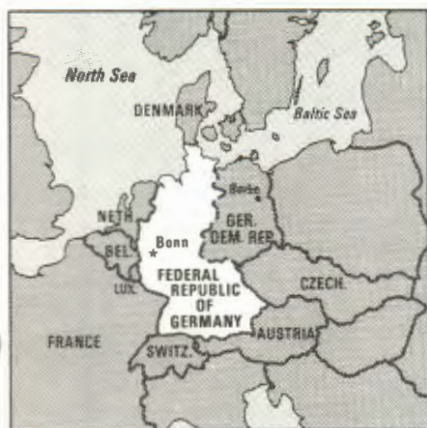 North Sea
DENMARK
Baltic Sea
Berlin
NETH.
GER.
DEM. REP.
Bonn
BEL.
FEDERAL
REPUBLIC
OF
GERMANY
LUX.
CZECH.
FRANCE
SWITZ.
AUSTRIA